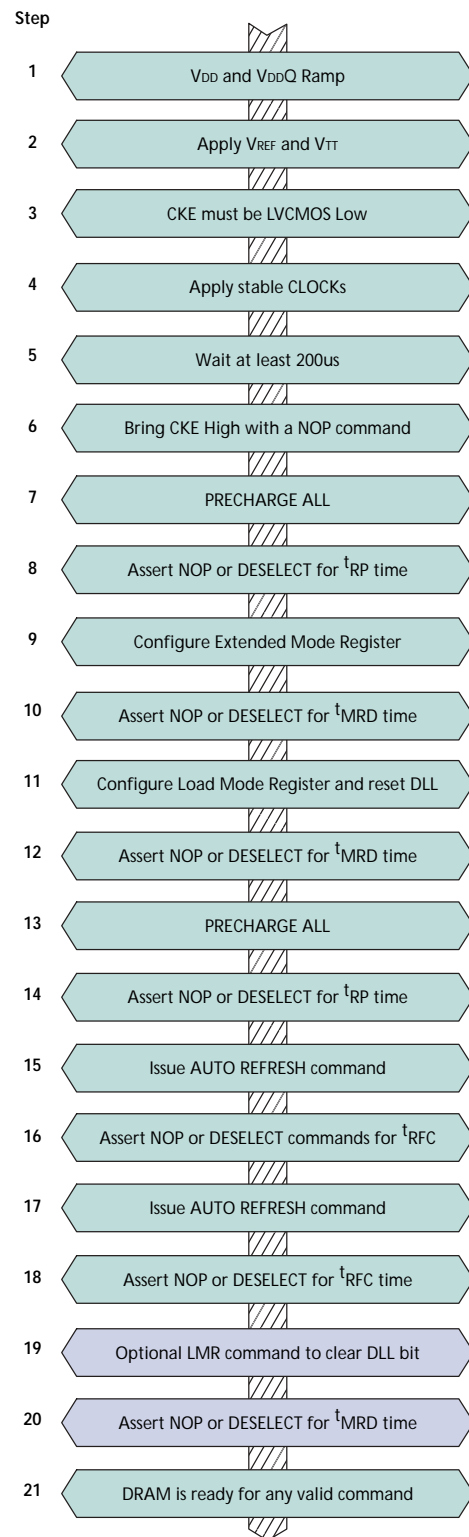 Step
1 VDD and VDDQ Ramp
2 Apply VREF and VTT
3 CKE must be LVCMOS Low
4 Apply stable CLOCKs
5 Wait at least 200us
6 Bring CKE High with a NOP command
7 PRECHARGE ALL
8 Assert NOP or DESELECT for tRP time
9 Configure Extended Mode Register
10 Assert NOP or DESELECT for tMRD time
11 Configure Load Mode Register and reset DLL
12 Assert NOP or DESELECT for tMRD time
13 PRECHARGE ALL
14 Assert NOP or DESELECT for tRP time
15 Issue AUTO REFRESH command
16 Assert NOP or DESELECT commands for tRFC
17 Issue AUTO REFRESH command
18 Assert NOP or DESELECT for tRFC time
19 Optional LMR command to clear DLL bit
20 Assert NOP or DESELECT for tMRD time
21 DRAM is ready for any valid command